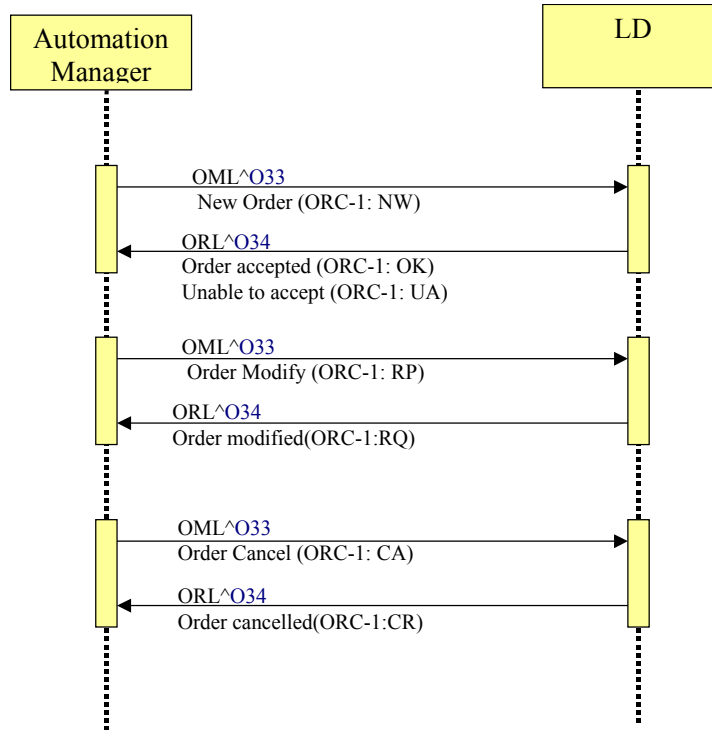 Automation
Manager
LD
OML^O33
New Order (ORC-1: NW)
ORL^O34
Order accepted (ORC-1: OK)
Unable to accept (ORC-1: UA)
OML^O33
Order Modify (ORC-1: RP)
ORL^O34
Order modified(ORC-1:RQ)
OML^O33
Order Cancel (ORC-1: CA)
ORL^O34
Order cancelled(ORC-1:CR)